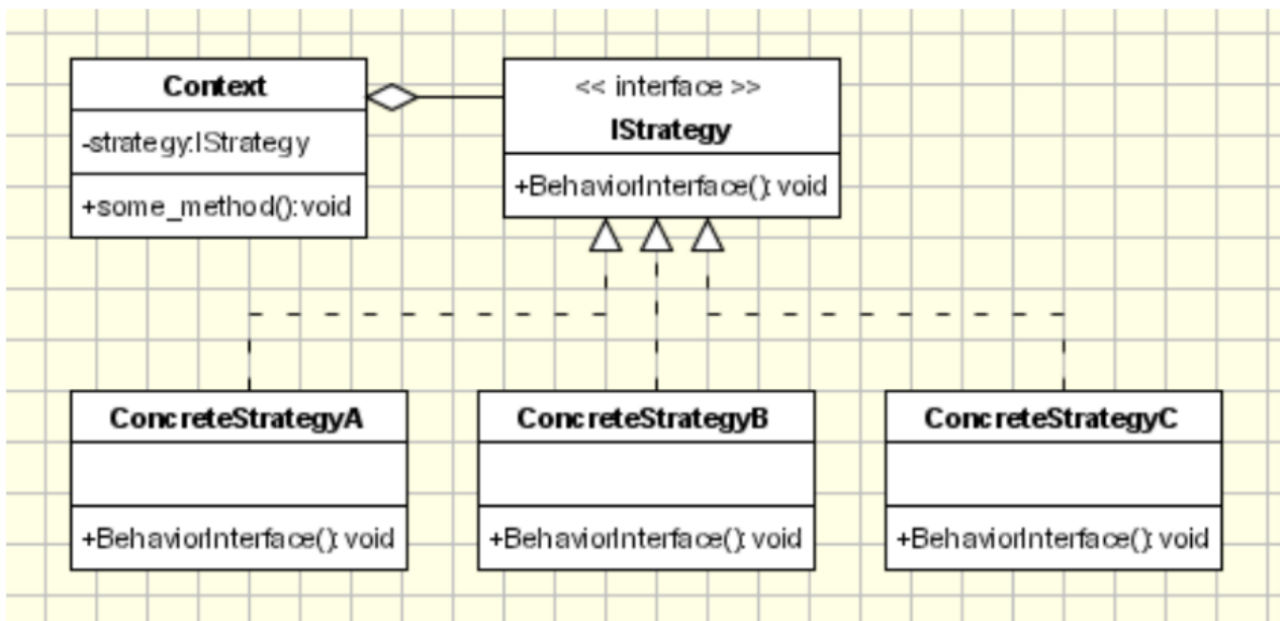 Context
-strategy:IStrategy
+some_method():void
<< interface >>
IStrategy
+BehaviorInterface(): void
ConcreteStrategyA
+BehaviorInterface(): void
ConcreteStrategyB
+BehaviorInterface(): void
ConcreteStrategyC
+BehaviorInterface(): void